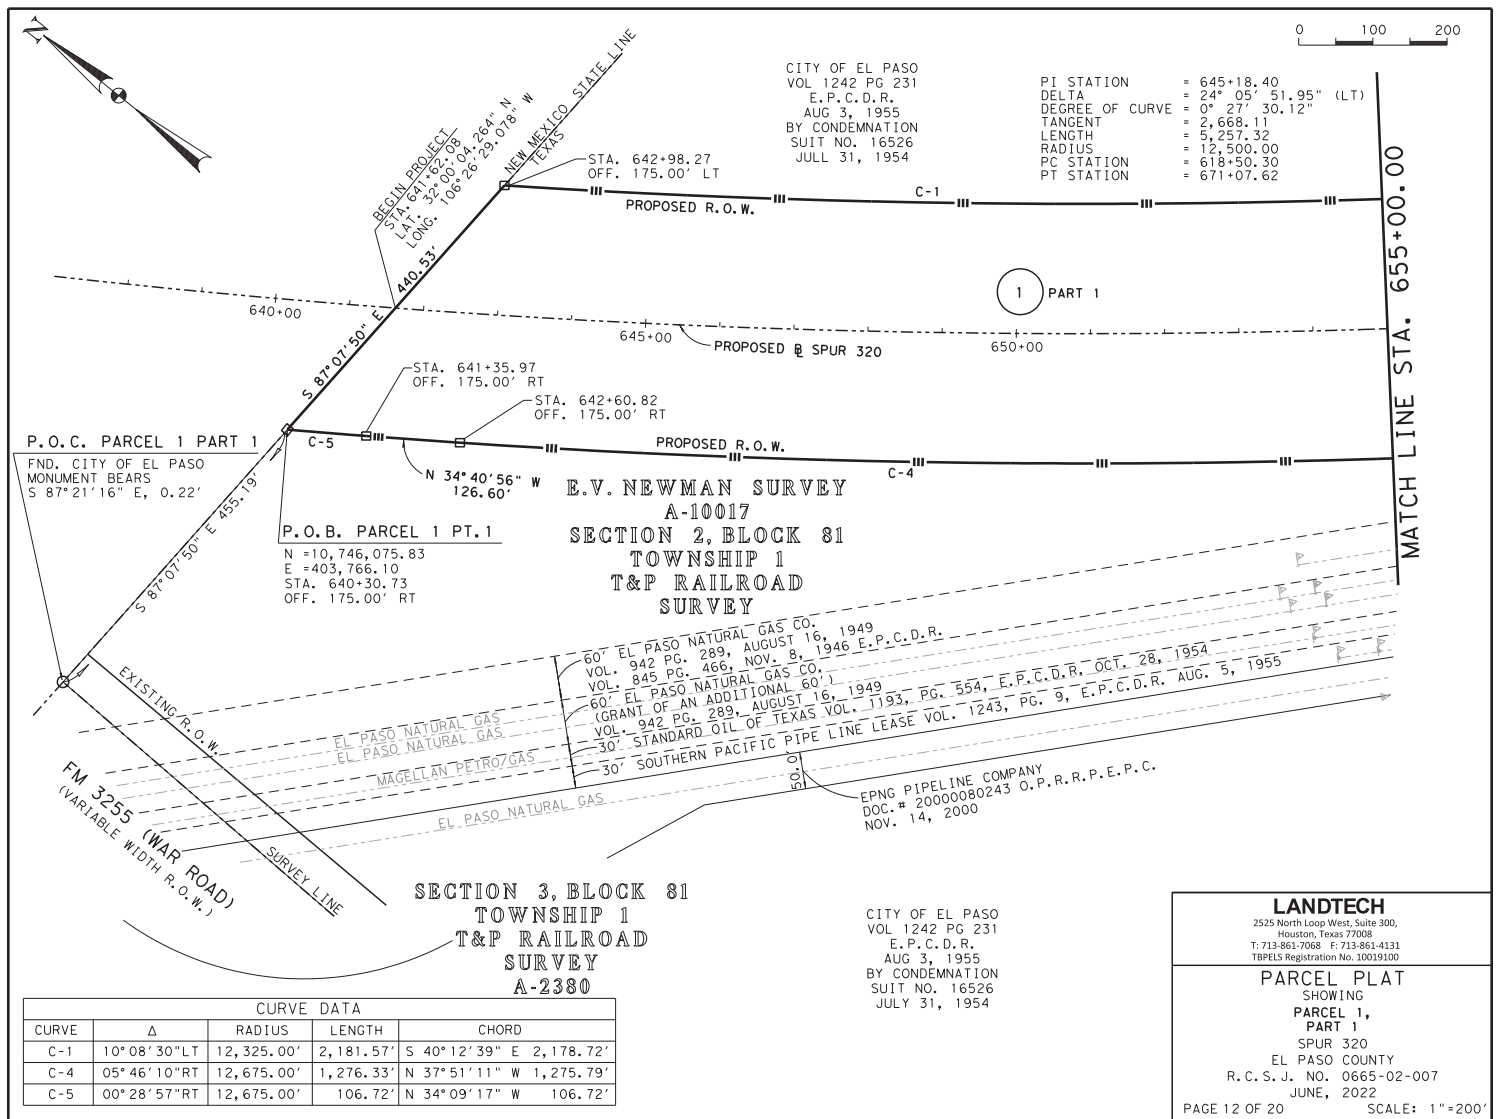 N
0 100 200
NEW MEXICO STATE LINE
TEXAS
BEGIN PROJECT
STA. 641+62.08
LAT. 32°00'04.264" N
LONG. 106°26'29.078" W
CITY OF EL PASO
VOL 1242 PG 231
E.P.C.D.R.
AUG 3, 1955
BY CONDEMNATION
SUIT NO. 16526
JULL 31, 1954
PI STATION = 645+18.40
DELTA = 24° 05' 51.95" (LT)
DEGREE OF CURVE = 0° 27' 30.12"
TANGENT = 2,668.11
LENGTH = 5,257.32
RADIUS = 12,500.00
PC STATION = 618+50.30
PT STATION = 671+07.62
STA. 642+98.27
OFF. 175.00' LT
C-1
PROPOSED R.O.W.
MATCH LINE STA. 655+00.00
S 87°07'50" E 440.53'
1 PART 1
640+00
645+00
650+00
PROPOSED ℄ SPUR 320
STA. 641+35.97
OFF. 175.00' RT
STA. 642+60.82
OFF. 175.00' RT
P.O.C. PARCEL 1 PART 1
FND. CITY OF EL PASO
MONUMENT BEARS
S 87°21'16" E, 0.22'
C-5
PROPOSED R.O.W.
C-4
N 34°40'56" W
126.60'
S 87°07'50" E 455.19'
P.O.B. PARCEL 1 PT.1
N =10,746,075.83
E =403,766.10
STA. 640+30.73
OFF. 175.00' RT
E.V. NEWMAN SURVEY
A-10017
SECTION 2, BLOCK 81
TOWNSHIP 1
T&P RAILROAD
SURVEY
60' EL PASO NATURAL GAS CO.
VOL. 942 PG. 289, AUGUST 16, 1949
VOL. 845 PG. 466, NOV. 8, 1946 E.P.C.D.R.
60' EL PASO NATURAL GAS CO.
(GRANT OF AN ADDITIONAL 60')
VOL. 942 PG. 289, AUGUST 16, 1949
30' STANDARD OIL OF TEXAS VOL. 1193, PG. 554, E.P.C.D.R, OCT. 28, 1954
30' SOUTHERN PACIFIC PIPE LINE LEASE VOL. 1243, PG. 9, E.P.C.D.R. AUG. 5, 1955
EXISTING R.O.W.
EL PASO NATURAL GAS
EL PASO NATURAL GAS
MAGELLAN PETRO/GAS
EL PASO NATURAL GAS
50.0'
EPNG PIPELINE COMPANY
DOC.# 20000080243 O.P.R.R.P.E.P.C.
NOV. 14, 2000
FM 3255 (WAR ROAD)
(VARIABLE WIDTH R.O.W.)
SURVEY LINE
SECTION 3, BLOCK 81
TOWNSHIP 1
T&P RAILROAD
SURVEY
A-2380
CITY OF EL PASO
VOL 1242 PG 231
E.P.C.D.R.
AUG 3, 1955
BY CONDEMNATION
SUIT NO. 16526
JULY 31, 1954
CURVE DATA
CURVE Δ RADIUS LENGTH CHORD
C-1 10°08'30"LT 12,325.00' 2,181.57' S 40°12'39" E 2,178.72'
C-4 05°46'10"RT 12,675.00' 1,276.33' N 37°51'11" W 1,275.79'
C-5 00°28'57"RT 12,675.00' 106.72' N 34°09'17" W 106.72'
LANDTECH
2525 North Loop West, Suite 300,
Houston, Texas 77008
T: 713-861-7068 F: 713-861-4131
TBPELS Registration No. 10019100
PARCEL PLAT
SHOWING
PARCEL 1,
PART 1
SPUR 320
EL PASO COUNTY
R.C.S.J. NO. 0665-02-007
JUNE, 2022
PAGE 12 OF 20 SCALE: 1"=200'